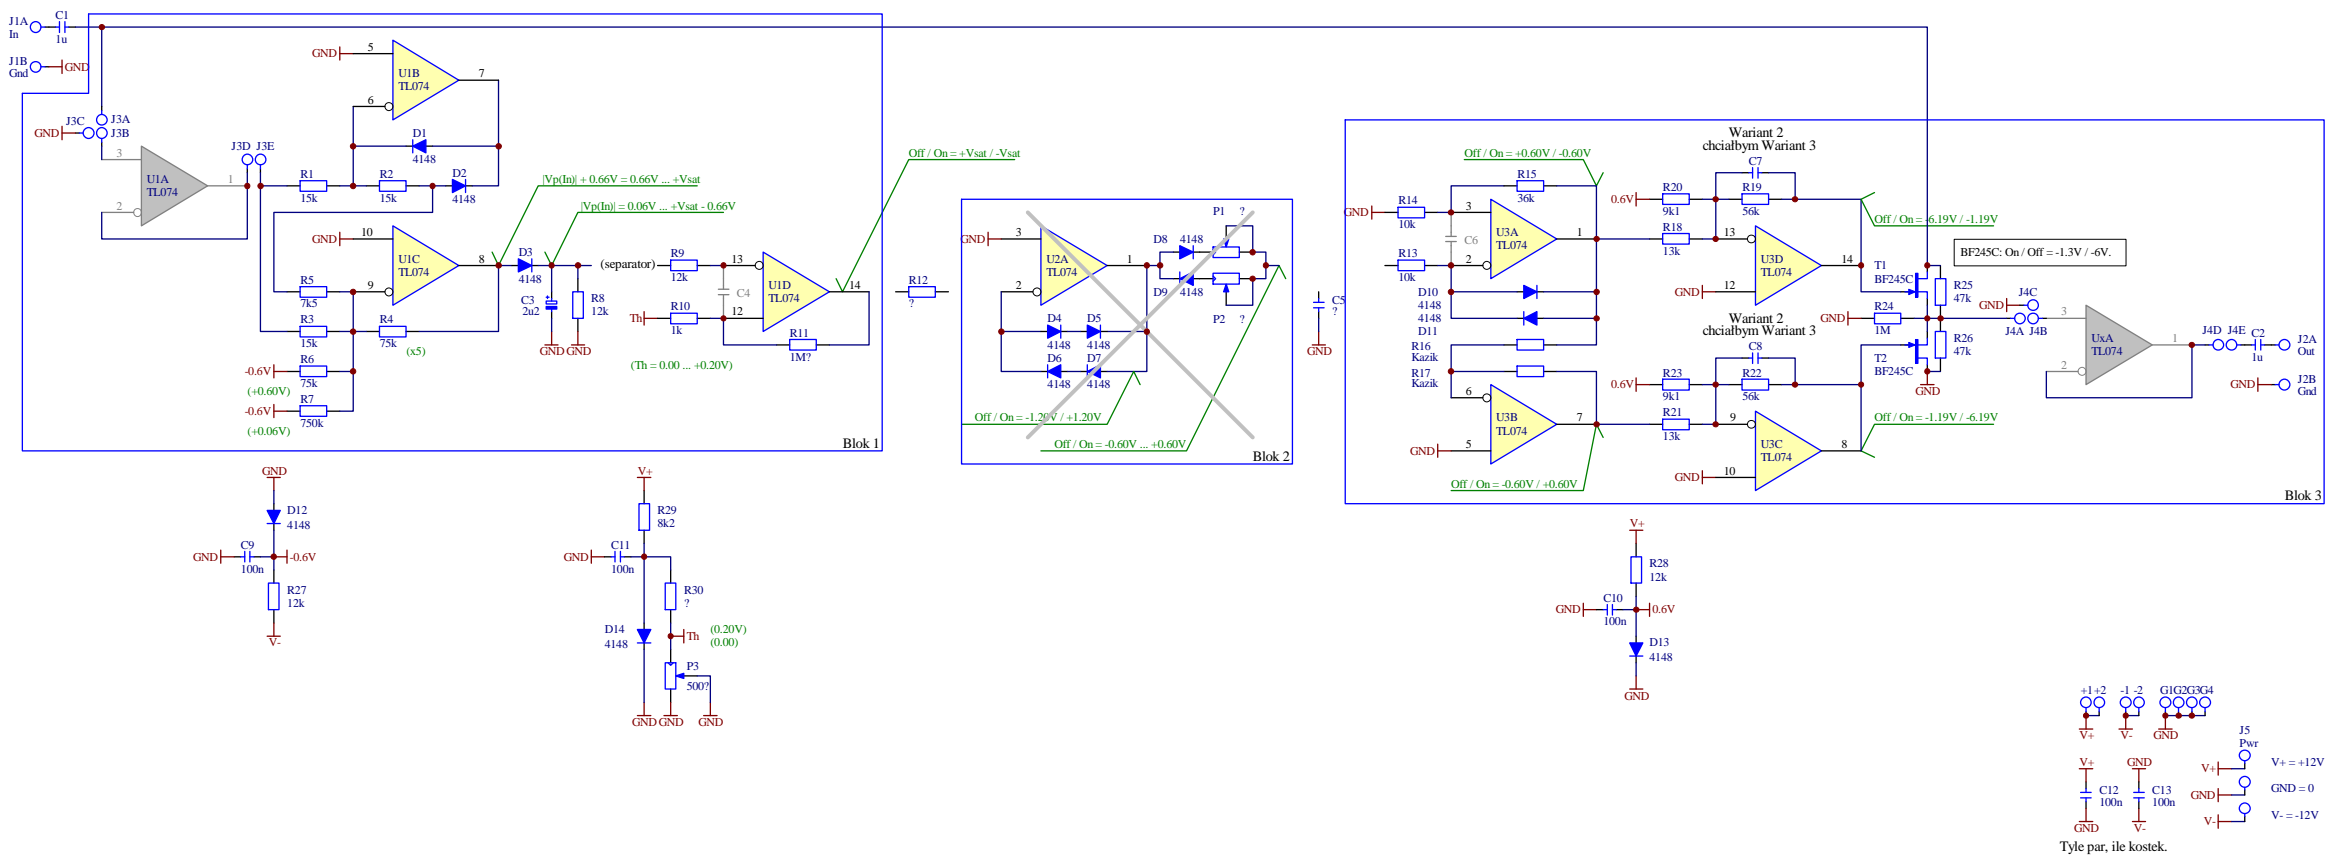 J1A
In
C1
1u
J1B
Gnd
GND
J3C
GND
J3A
J3B
3
2
1
U1A
TL074
J3D J3E
GND
5
6
7
U1B
TL074
D1
4148
R1
15k
R2
15k
D2
4148
GND
10
9
8
U1C
TL074
R5
7k5
R3
15k
R4
75k
(x5)
-0.6V
R6
75k
(+0.60V)
-0.6V
R7
750k
(+0.06V)
|Vp(In)| + 0.66V = 0.66V ... +Vsat
|Vp(In)| = 0.06V ... +Vsat - 0.66V
D3
4148
C3
2u2
R8
12k
GND GND
(separator)
R9
12k
C4
Th
R10
1k
(Th = 0.00 ... +0.20V)
13
12
14
U1D
TL074
R11
1M?
Blok 1
Off / On = +Vsat / -Vsat
R12
?
GND
3
2
1
U2A
TL074
D4
4148
D5
4148
D6
4148
D7
4148
D8
4148
D9
4148
P1 ?
P2 ?
Off / On = -1.20V / +1.20V
Off / On = -0.60V ... +0.60V
Blok 2
C5
?
GND
Off / On = +0.60V / -0.60V
GND
R14
10k
R13
10k
C6
R15
36k
3
2
1
U3A
TL074
D10
4148
4148
D11
R16
Kazik
R17
Kazik
6
5
7
U3B
TL074
GND
Off / On = -0.60V / +0.60V
Wariant 2
chciałbym Wariant 3
C7
0.6V
R20
9k1
R19
56k
R18
13k
13
12
14
U3D
TL074
GND
Off / On = -6.19V / -1.19V
Wariant 2
chciałbym Wariant 3
C8
0.6V
R23
9k1
R22
56k
R21
13k
9
10
8
U3C
TL074
GND
Off / On = -1.19V / -6.19V
BF245C: On / Off = -1.3V / -6V.
T1
BF245C
R25
47k
GND
R24
1M
T2
BF245C
R26
47k
GND
J4C
GND
J4A J4B
3
2
1
UxA
TL074
J4D J4E
C2
1u
J2A
Out
GND
J2B
Gnd
Blok 3
GND
D12
4148
GND
C9
100n
-0.6V
R27
12k
V-
V+
R29
8k2
GND
C11
100n
R30
?
D14
4148
Th
(0.20V)
(0.00)
P3
500?
GND GND GND
V+
R28
12k
GND
C10
100n
0.6V
D13
4148
GND
+1 +2
-1 -2
G1G2G3G4
V+
V-
GND
V+
C12
100n
GND
GND
C13
100n
V-
J5
Pwr
V+
GND
V-
V+ = +12V
GND = 0
V- = -12V
Tyle par, ile kostek.